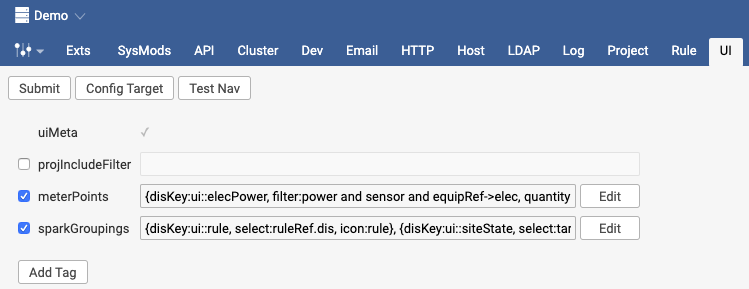 Demo
Exts SysMods API Cluster Dev Email HTTP Host LDAP Log Project Rule UI
Submit Config Target Test Nav
uiMeta ✓
projIncludeFilter
meterPoints {disKey:ui::elecPower, filter:power and sensor and equipRef->elec, quantity Edit
sparkGroupings {disKey:ui::rule, select:ruleRef.dis, icon:rule}, {disKey:ui::siteState, select:tar Edit
Add Tag